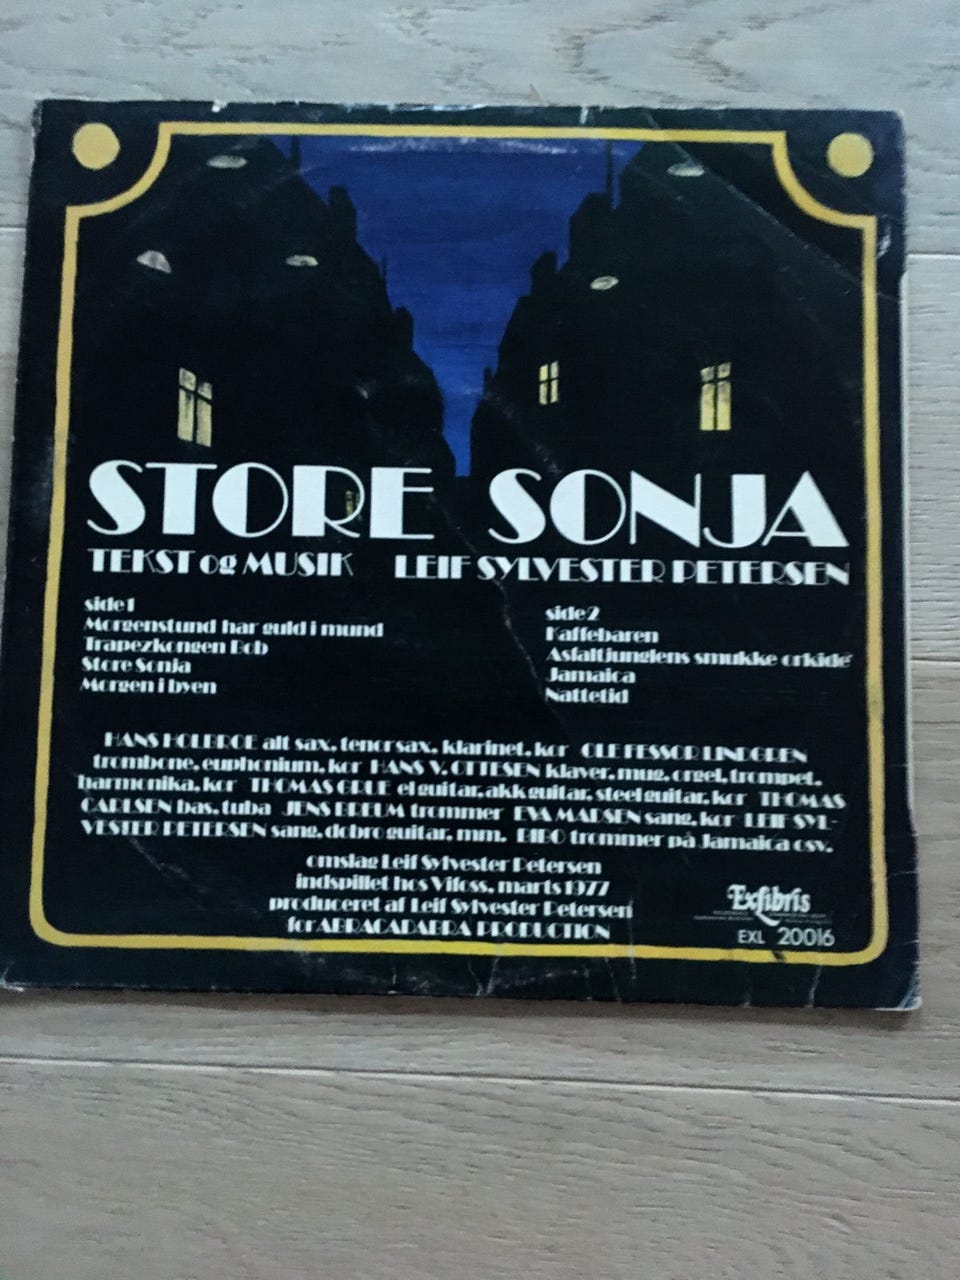 STORE SONJA
TEKST og MUSIK LEIF SYLVESTER PETERSEN
side 1
Morgenstund har guld i mund
Trapezkongen Bob
Store Sonja
Morgen i byen
side 2
Kaffebaren
Asfaltjunglens smukke orkidé
Jamaica
Nattetid
HANS HOLBROE alt sax, tenor sax, klarinet, kor OLE FESSOR LINDGREN
trombone, euphonium, kor HANS V. OTTESEN klaver, mug, orgel, trompet,
harmonika, kor THOMAS GRUE el guitar, akk guitar, steel guitar, kor THOMAS
CARLSEN bas, tuba JENS BREUM trommer EVA MADSEN sang, kor LEIF SYL-
VESTER PETERSEN sang, dobro guitar, mm. BIBO trommer på Jamaica osv.
omslag Leif Sylvester Petersen
indspillet hos Vifoss, marts 1977
produceret af Leif Sylvester Petersen
for ABRACADABRA PRODUCTION
Exlibris
EXL 20016